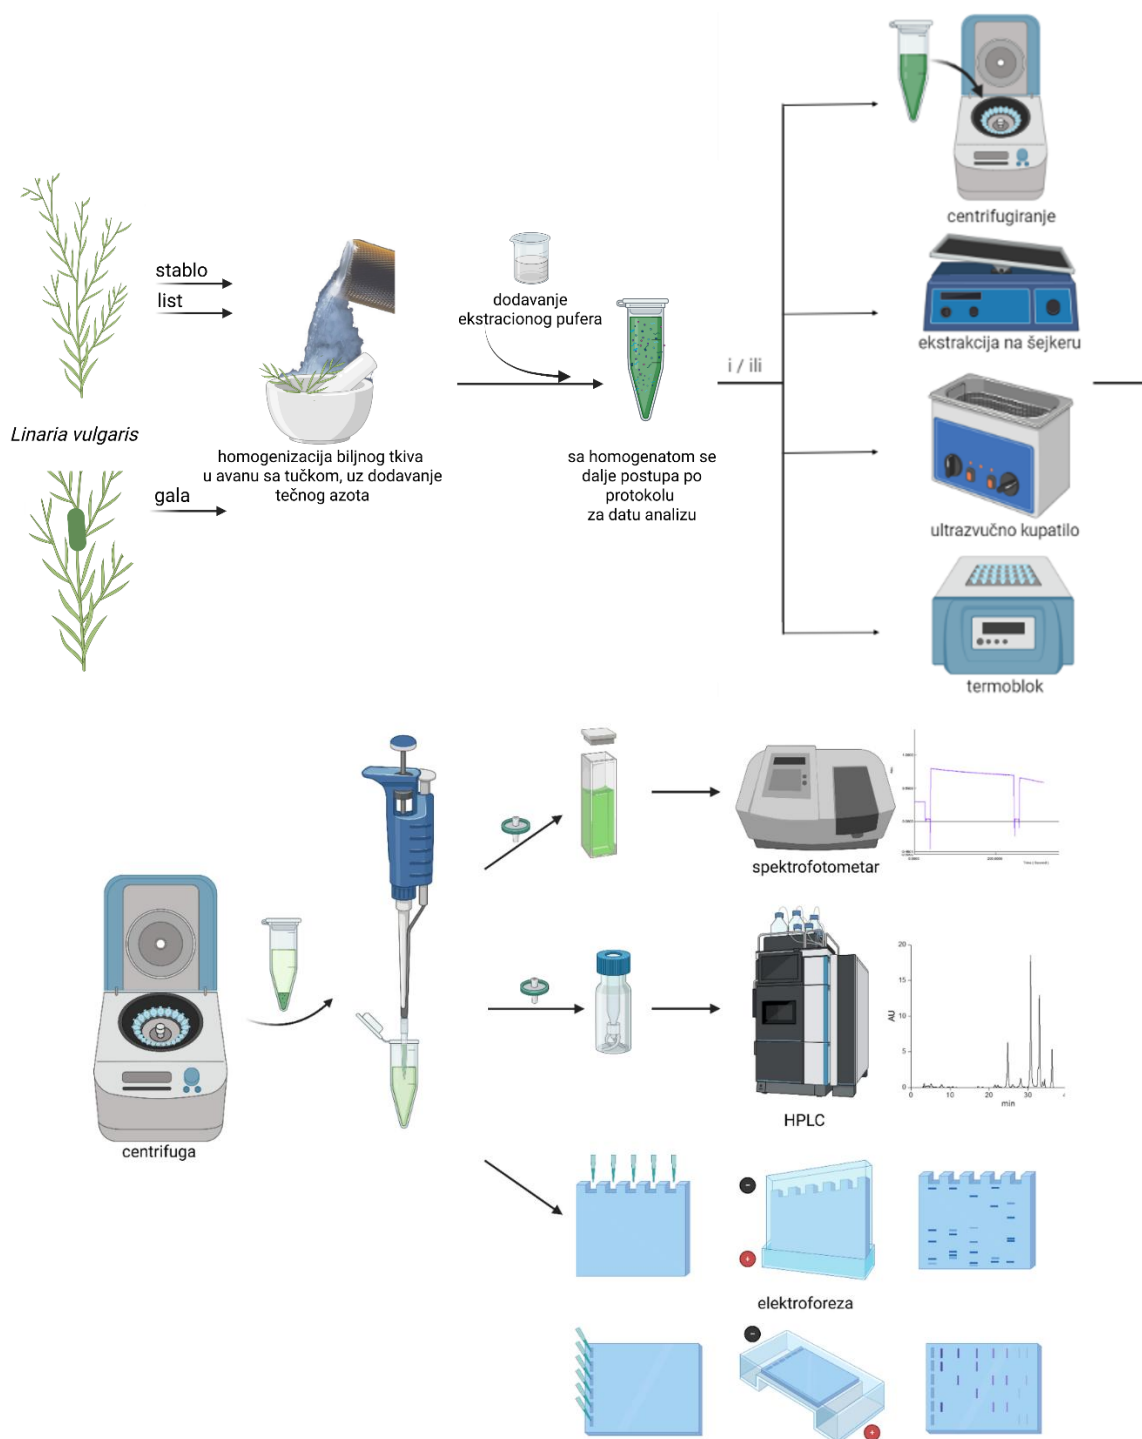 centrifugiranje
stablo
list
dodavanje
ekstracionog pufera
ekstrakcija na šejkeru
i / ili
Linaria vulgaris
homogenizacija biljnog tkiva
u avanu sa tučkom, uz dodavanje
tečnog azota
sa homogenatom se
dalje postupa po
protokolu
za datu analizu
gala
ultrazvučno kupatilo
termoblok
spektrofotometar
centrifuga
20
15
10
5
0
AU
0
10
20
30
min
HPLC
−
+
elektroforeza
−
+